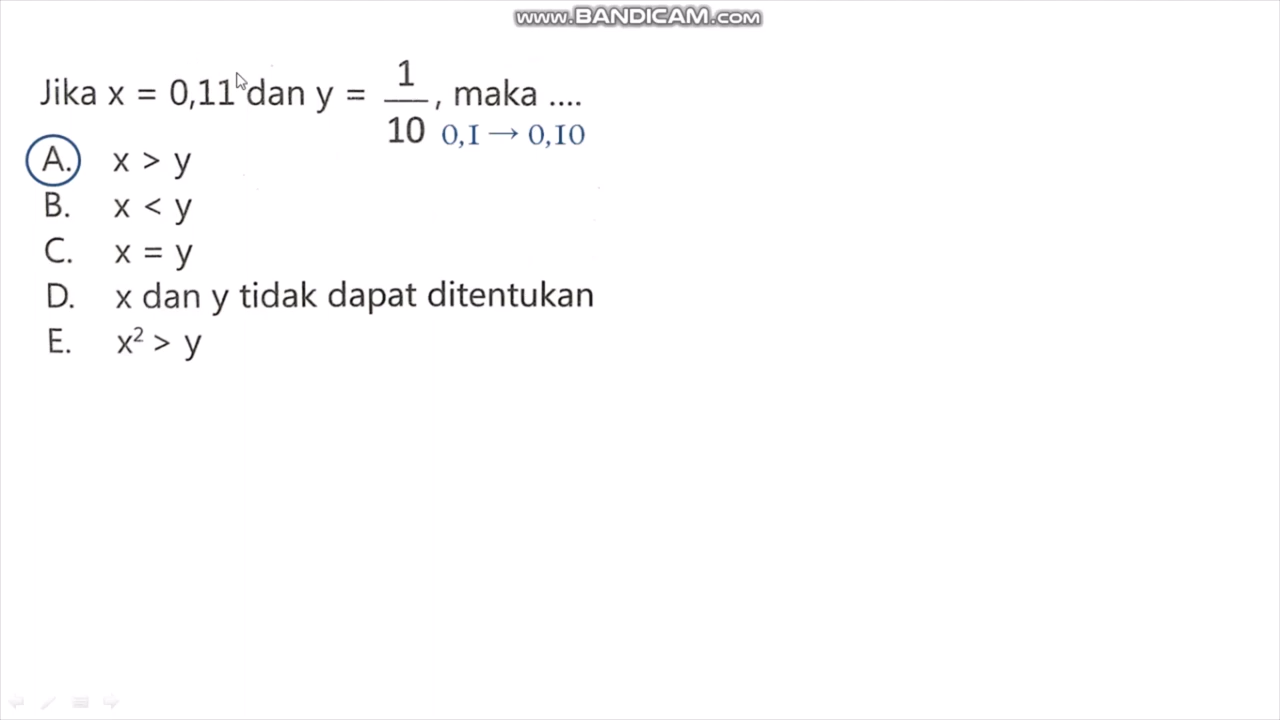 www.BANDICAM.com
Jika x = 0,11 dan y = 1/10, maka ....
0,1 → 0,10
A. x > y
B. x < y
C. x = y
D. x dan y tidak dapat ditentukan
E. x² > y